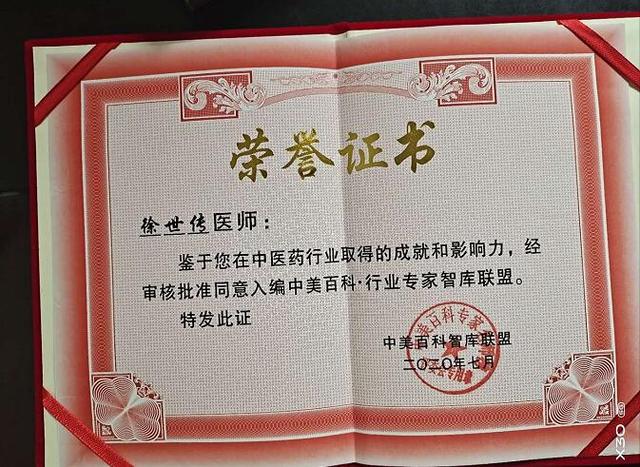 荣誉证书
徐世传医师：
鉴于您在中医药行业取得的成就和影响力，经
审核批准同意入编中美百科·行业专家智库联盟。
特发此证
中美百科智库联盟
二〇二〇年七月
X30